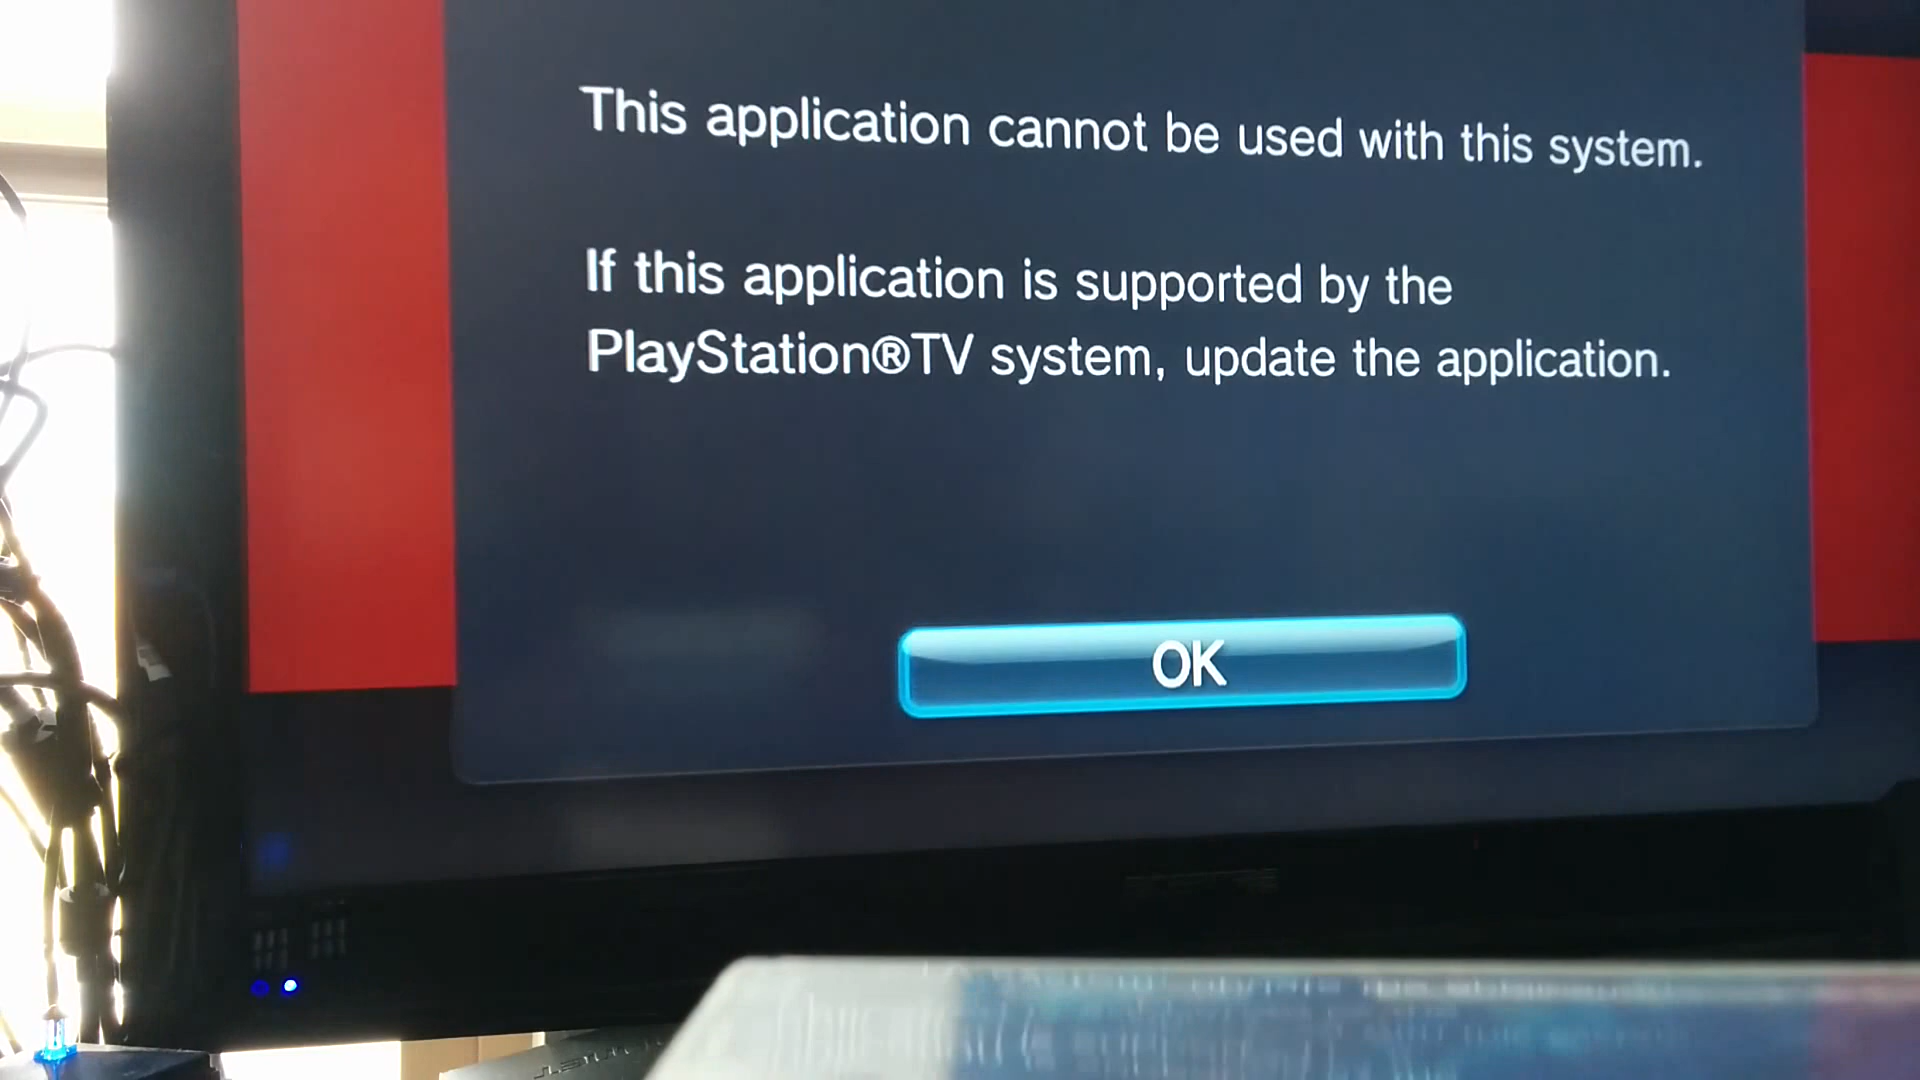 This application cannot be used with this system.
If this application is supported by the
PlayStation®TV system, update the application.
OK